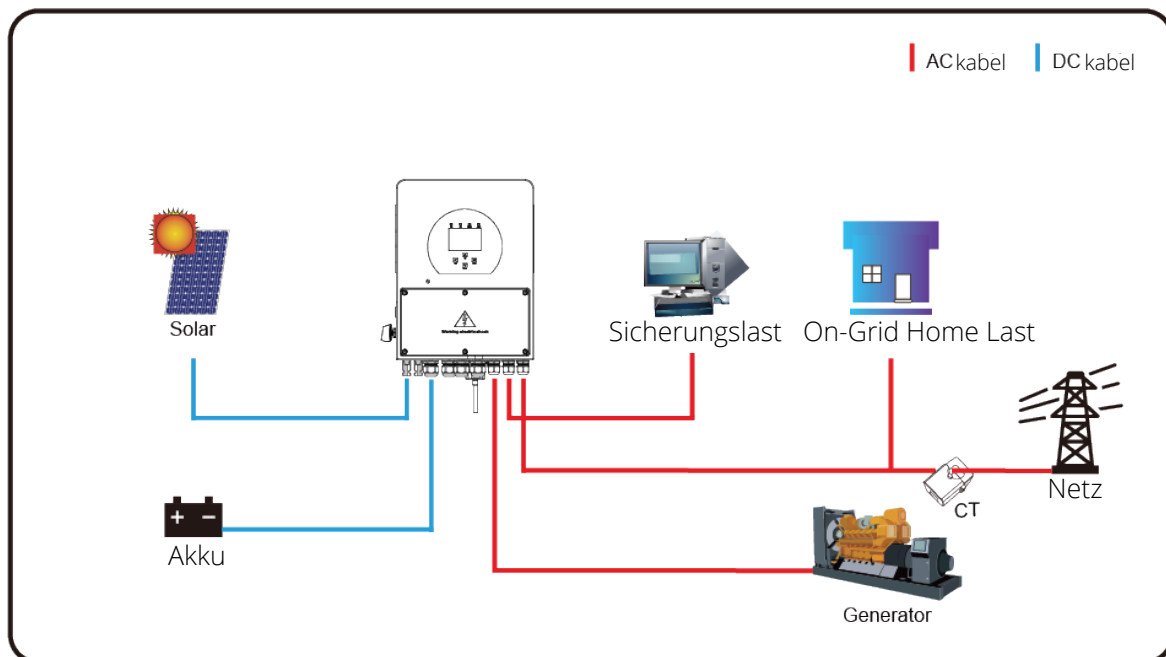 AC kabel DC kabel
Solar
Sicherungslast
On-Grid Home Last
Akku
CT
Netz
Generator